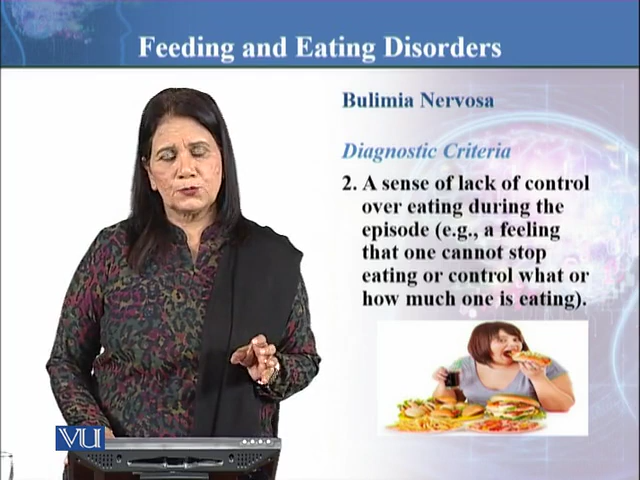 Feeding and Eating Disorders
Bulimia Nervosa
Diagnostic Criteria
2. A sense of lack of control
over eating during the
episode (e.g., a feeling
that one cannot stop
eating or control what or
how much one is eating).
VU